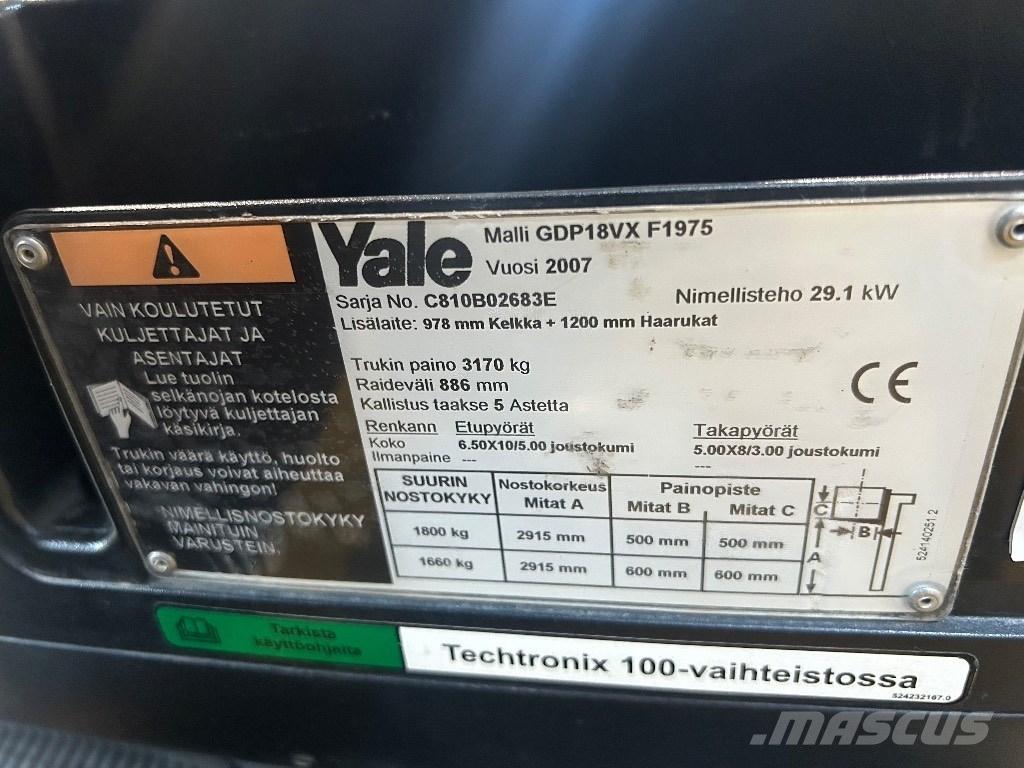 Yale
Malli GDP18VX F1975
Vuosi 2007
Sarja No. C810B02683E
Nimellisteho 29.1 kW
Lisälaite: 978 mm Kelkka + 1200 mm Haarukat
Trukin paino 3170 kg
Raideväli 886 mm
Kallistus taakse 5 Astetta
CE
Renkann Etupyörät Takapyörät
Koko 6.50X10/5.00 joustokumi 5.00X8/3.00 joustokumi
Ilmanpaine --- ---
SUURIN NOSTOKYKY
Nostokorkeus Mitat A
Painopiste
Mitat B Mitat C
1800 kg 2915 mm 500 mm 500 mm
1660 kg 2915 mm 600 mm 600 mm
C
B
A
524140251 2
VAIN KOULUTETUT
KULJETTAJAT JA
ASENTAJAT
Lue tuolin
selkänojan kotelosta
löytyvä kuljettajan
käsikirja.
Trukin väärä käyttö, huolto
tai korjaus voivat aiheuttaa
vakavan vahingon!
NIMELLISNOSTOKYKY
MAINITUIN
VARUSTEIN.
Tarkista
käyttöohjeita
Techtronix 100-vaihteistossa
524232167.0
MASCUS